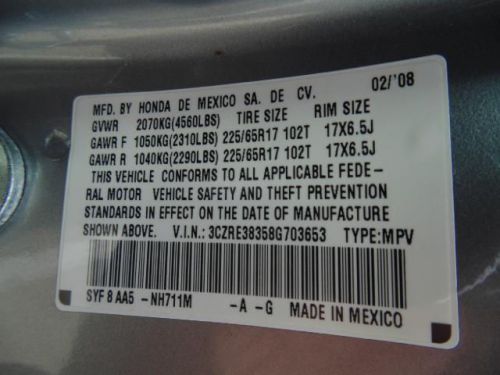 MFD. BY HONDA DE MEXICO SA. DE CV. 02/'08
GVWR 2070KG(4560LBS) TIRE SIZE RIM SIZE
GAWR F 1050KG(2310LBS) 225/65R17 102T 17X6.5J
GAWR R 1040KG(2290LBS) 225/65R17 102T 17X6.5J
THIS VEHICLE CONFORMS TO ALL APPLICABLE FEDE-
RAL MOTOR VEHICLE SAFETY AND THEFT PREVENTION
STANDARDS IN EFFECT ON THE DATE OF MANUFACTURE
SHOWN ABOVE. V.I.N.: 3CZRE38358G703653 TYPE:MPV
SYF 8 AA5 -NH711M -A -G MADE IN MEXICO